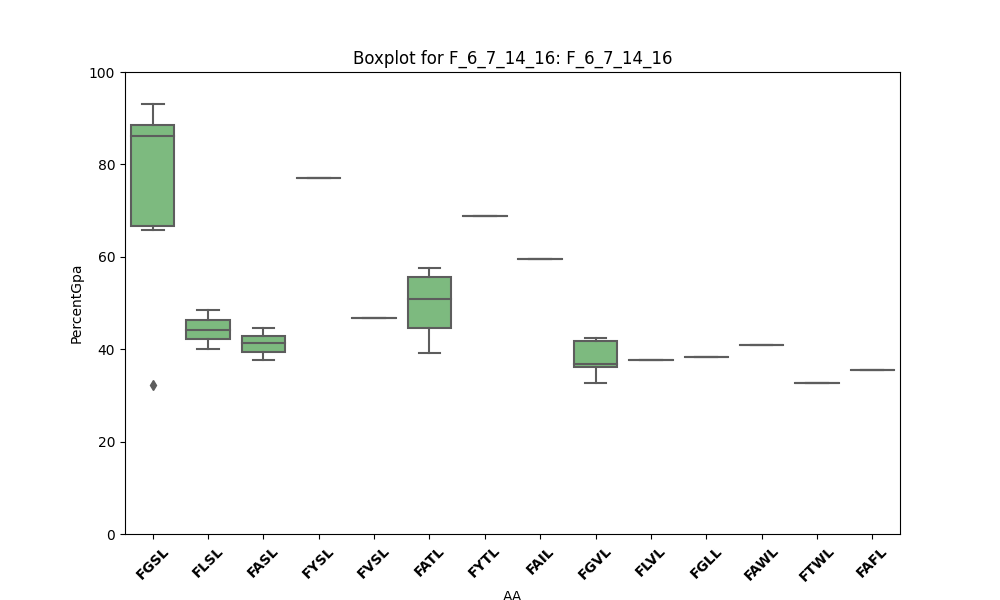 Boxplot for F_6_7_14_16: F_6_7_14_16
PercentGpa
100
80
60
40
20
0
FGSL FLSL FASL FYSL FVSL FATL FYTL FAIL FGVL FLVL FGLL FAWL FTWL FAFL
AA